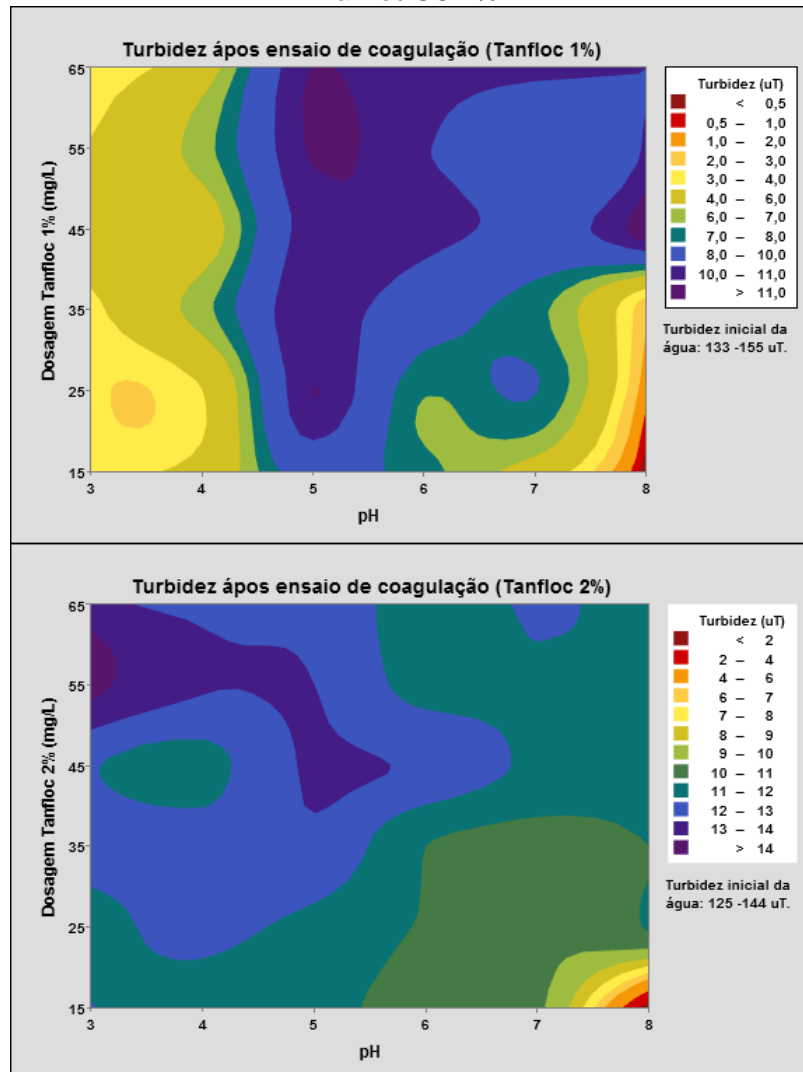 Turbidez ápos ensaio de coagulação (Tanfloc 1%)
Dosagem Tanfloc 1% (mg/L)
65
55
45
35
25
15
3 4 5 6 7 8
pH
Turbidez (uT)
< 0,5
0,5 – 1,0
1,0 – 2,0
2,0 – 3,0
3,0 – 4,0
4,0 – 6,0
6,0 – 7,0
7,0 – 8,0
8,0 – 10,0
10,0 – 11,0
> 11,0
Turbidez inicial da
água: 133 -155 uT.
Turbidez ápos ensaio de coagulação (Tanfloc 2%)
Dosagem Tanfloc 2% (mg/L)
65
55
45
35
25
15
3 4 5 6 7 8
pH
Turbidez (uT)
< 2
2 – 4
4 – 6
6 – 7
7 – 8
8 – 9
9 – 10
10 – 11
11 – 12
12 – 13
13 – 14
> 14
Turbidez inicial da
água: 125 -144 uT.